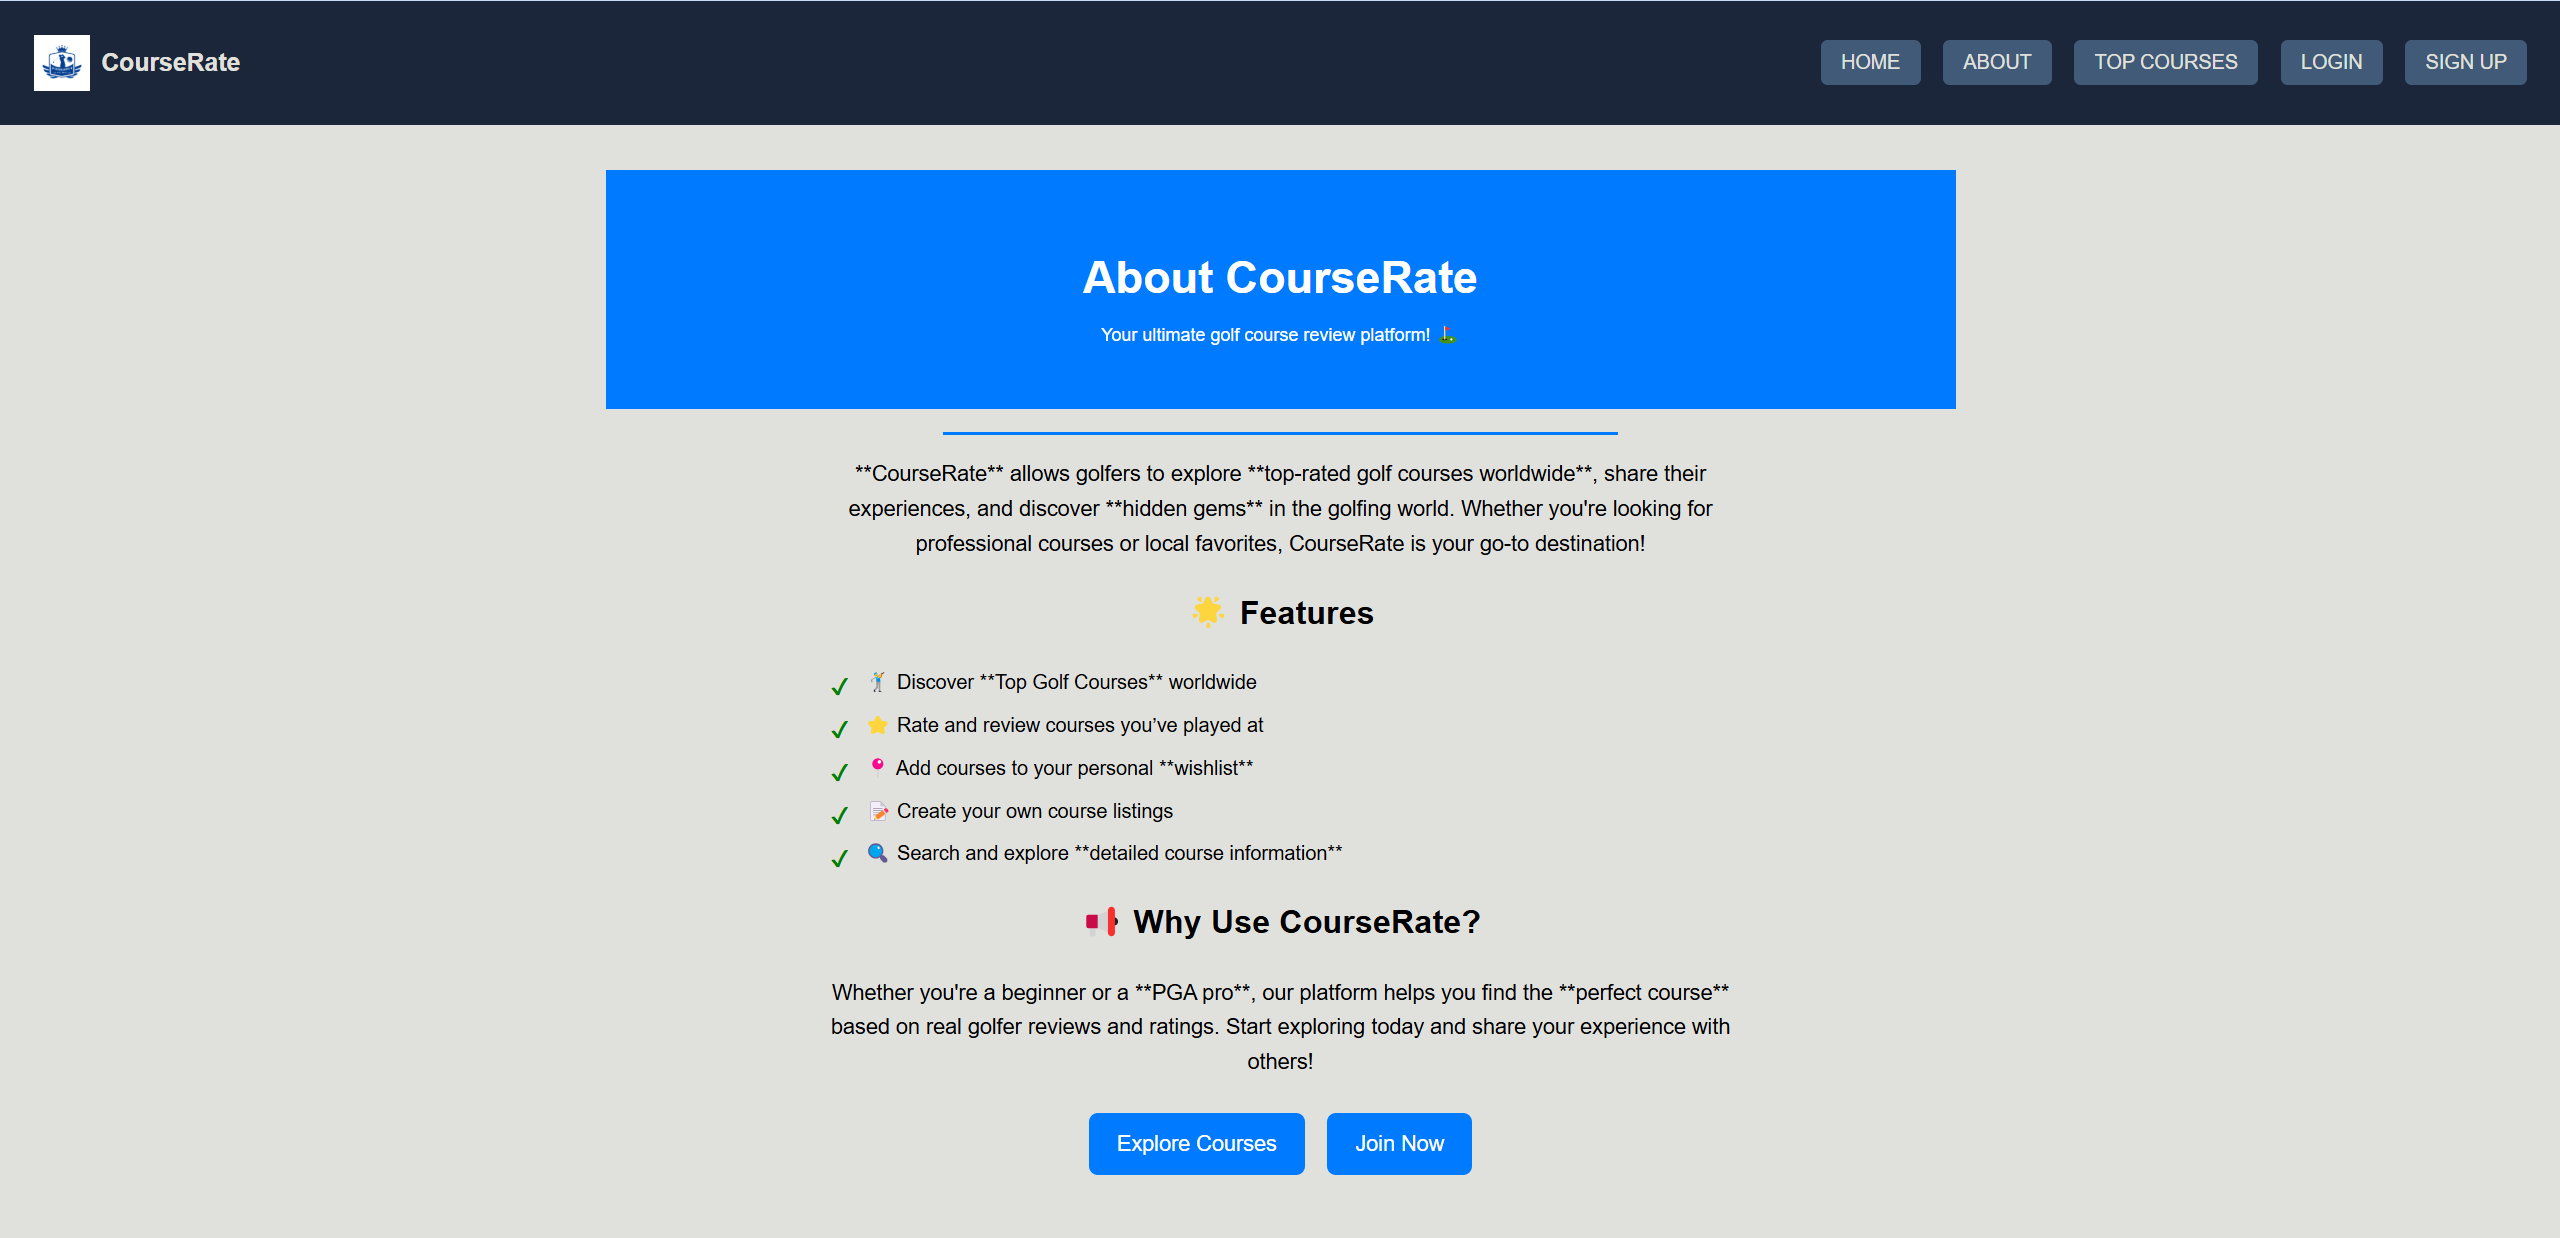 CourseRate
HOME
ABOUT
TOP COURSES
LOGIN
SIGN UP
About CourseRate
Your ultimate golf course review platform! ⛳
**CourseRate** allows golfers to explore **top-rated golf courses worldwide**, share their
experiences, and discover **hidden gems** in the golfing world. Whether you're looking for
professional courses or local favorites, CourseRate is your go-to destination!
🌟 Features
✔ 🏌️ Discover **Top Golf Courses** worldwide
✔ ⭐ Rate and review courses you’ve played at
✔ 📍 Add courses to your personal **wishlist**
✔ 📝 Create your own course listings
✔ 🔍 Search and explore **detailed course information**
📢 Why Use CourseRate?
Whether you're a beginner or a **PGA pro**, our platform helps you find the **perfect course**
based on real golfer reviews and ratings. Start exploring today and share your experience with
others!
Explore Courses
Join Now